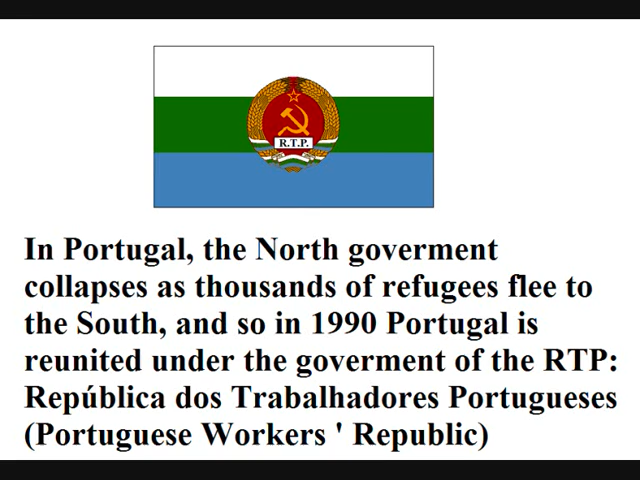 R.T.P.
In Portugal, the North goverment
collapses as thousands of refugees flee to
the South, and so in 1990 Portugal is
reunited under the goverment of the RTP:
República dos Trabalhadores Portugueses
(Portuguese Workers ' Republic)